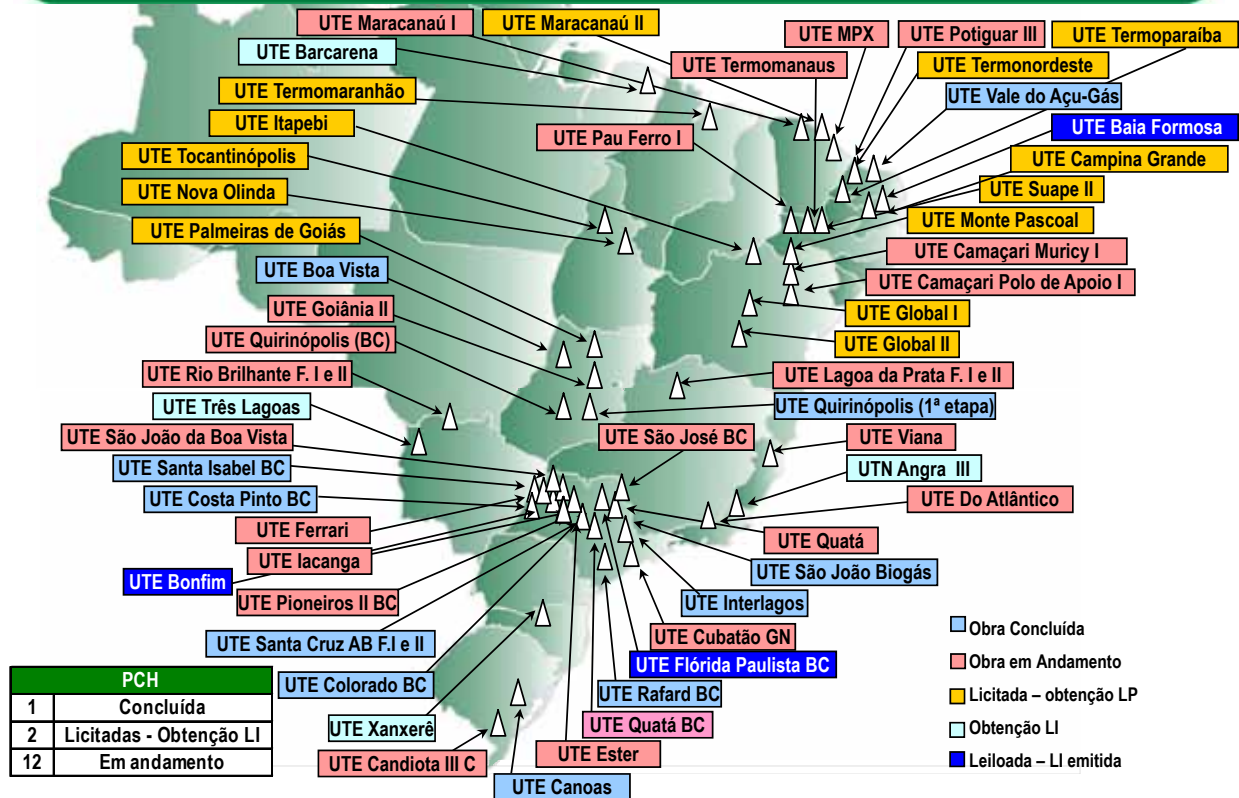 UTE Maracanaú I
UTE Maracanaú II
UTE MPX
UTE Potiguar III
UTE Termoparaíba
UTE Barcarena
UTE Termomanaus
UTE Termonordeste
UTE Termomaranhão
UTE Vale do Açu-Gás
UTE Itapebi
UTE Pau Ferro I
UTE Baia Formosa
UTE Tocantinópolis
UTE Campina Grande
UTE Nova Olinda
UTE Suape II
UTE Palmeiras de Goiás
UTE Monte Pascoal
UTE Boa Vista
UTE Camaçari Muricy I
UTE Camaçari Polo de Apoio I
UTE Goiânia II
UTE Global I
UTE Quirinópolis (BC)
UTE Global II
UTE Rio Brilhante F. I e II
UTE Lagoa da Prata F. I e II
UTE Três Lagoas
UTE Quirinópolis (1ª etapa)
UTE São João da Boa Vista
UTE São José BC
UTE Viana
UTE Santa Isabel BC
UTN Angra III
UTE Costa Pinto BC
UTE Do Atlântico
UTE Ferrari
UTE Quatá
UTE Iacanga
UTE São João Biogás
UTE Bonfim
UTE Pioneiros II BC
UTE Interlagos
UTE Santa Cruz AB F.I e II
UTE Cubatão GN
UTE Flórida Paulista BC
UTE Colorado BC
UTE Rafard BC
UTE Xanxerê
UTE Quatá BC
UTE Ester
UTE Candiota III C
UTE Canoas
Obra Concluída
Obra em Andamento
Licitada – obtenção LP
Obtenção LI
Leiloada – LI emitida
PCH
1 Concluída
2 Licitadas - Obtenção LI
12 Em andamento